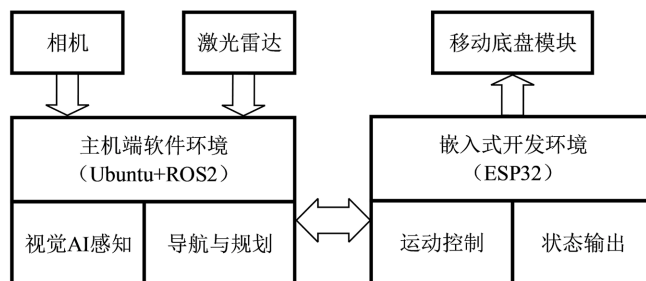 相机
激光雷达
移动底盘模块
主机端软件环境
（Ubuntu+ROS2）
嵌入式开发环境
（ESP32）
视觉AI感知
导航与规划
运动控制
状态输出